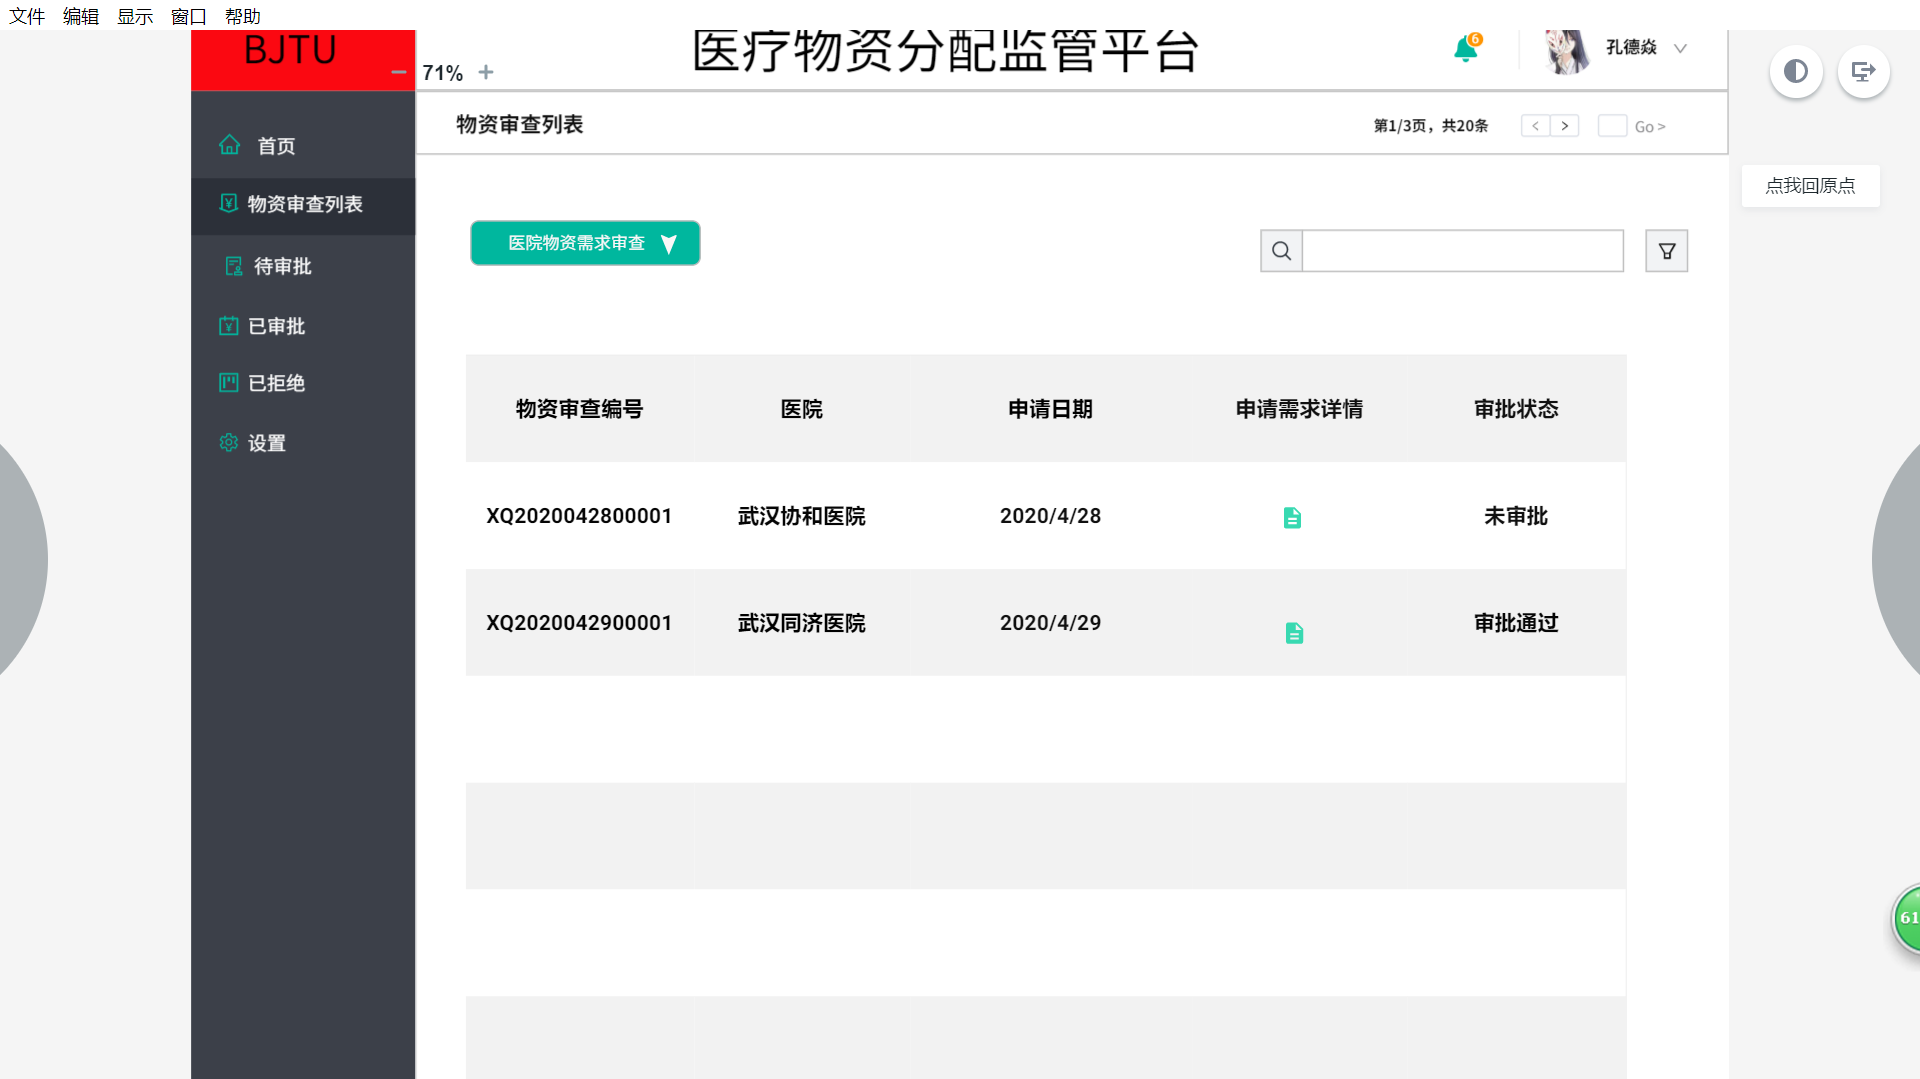 文件 编辑 显示 窗口 帮助
BJTU
71%
医疗物资分配监管平台
6
孔德焱
物资审查列表
第1/3页，共20条
< >
Go >
首页
物资审查列表
待审批
已审批
已拒绝
设置
点我回原点
医院物资需求审查
物资审查编号 医院 申请日期 申请需求详情 审批状态
XQ2020042800001 武汉协和医院 2020/4/28 未审批
XQ2020042900001 武汉同济医院 2020/4/29 审批通过
61